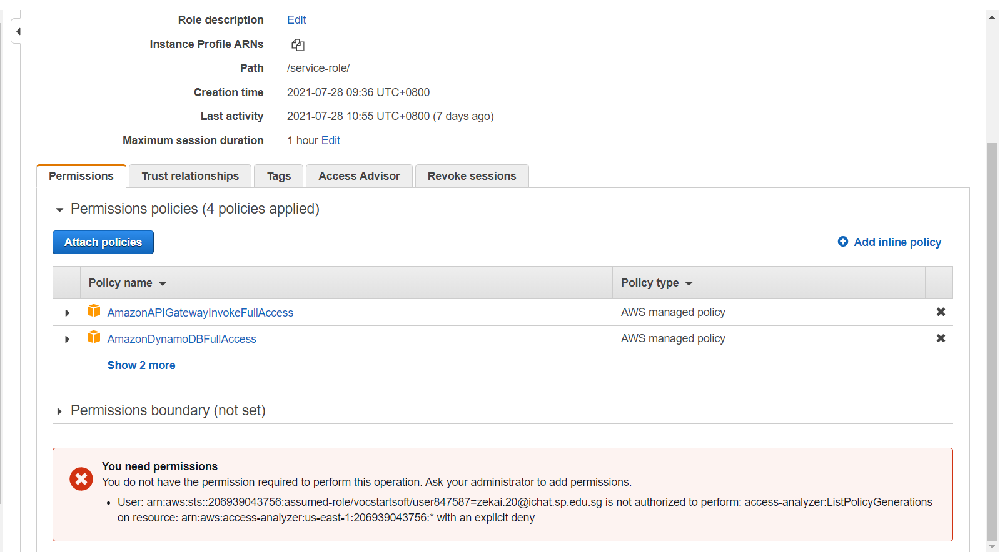 Role description Edit
Instance Profile ARNs
Path /service-role/
Creation time 2021-07-28 09:36 UTC+0800
Last activity 2021-07-28 10:55 UTC+0800 (7 days ago)
Maximum session duration 1 hour Edit
Permissions Trust relationships Tags Access Advisor Revoke sessions
Permissions policies (4 policies applied)
Attach policies Add inline policy
Policy name Policy type
AmazonAPIGatewayInvokeFullAccess AWS managed policy
AmazonDynamoDBFullAccess AWS managed policy
Show 2 more
Permissions boundary (not set)
You need permissions
You do not have the permission required to perform this operation. Ask your administrator to add permissions.
• User: arn:aws:sts::206939043756:assumed-role/vocstartsoft/user847587=zekai.20@ichat.sp.edu.sg is not authorized to perform: access-analyzer:ListPolicyGenerations
on resource: arn:aws:access-analyzer:us-east-1:206939043756:* with an explicit deny